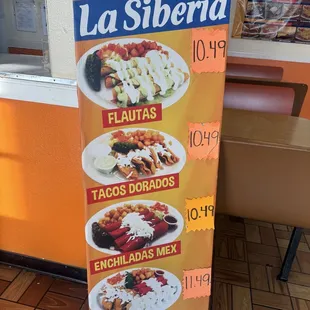 La Siberia
10.49
FLAUTAS
10.49
TACOS DORADOS
10.49
ENCHILADAS MEX
11.49